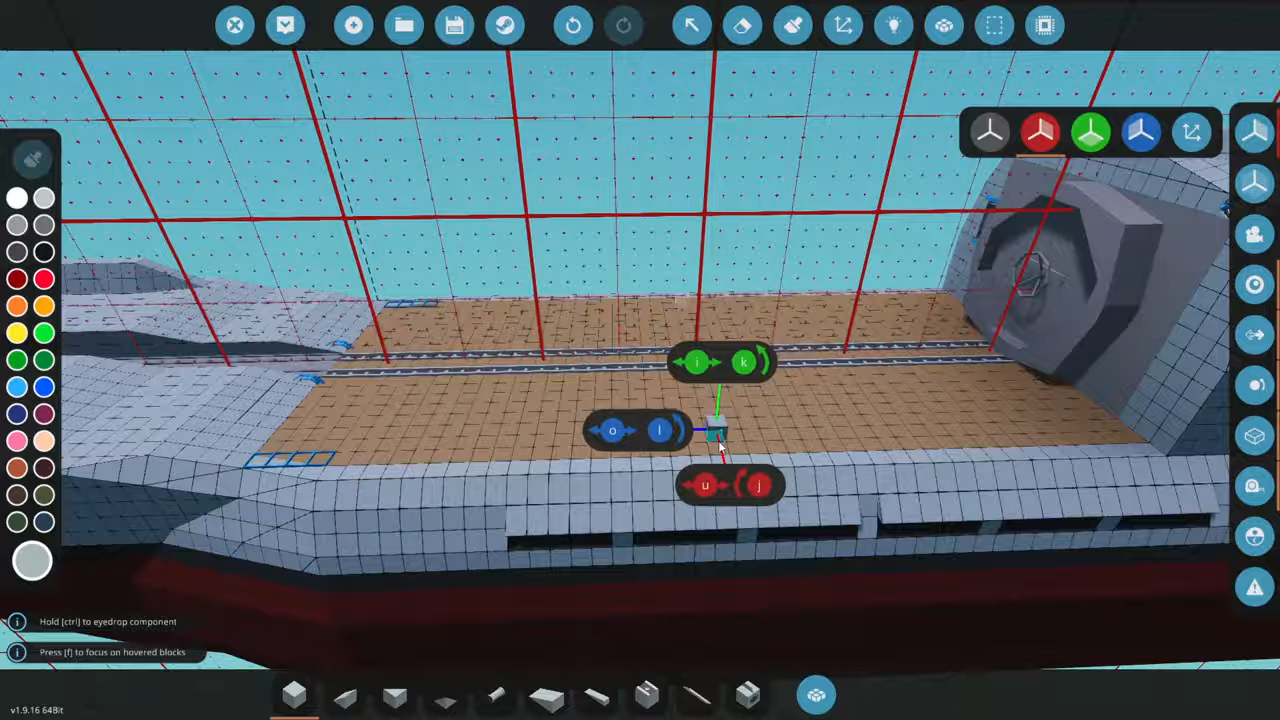 i k
o l
u j
Hold [ctrl] to eyedrop component
Press [f] to focus on hovered blocks
v1.9.16 64Bit